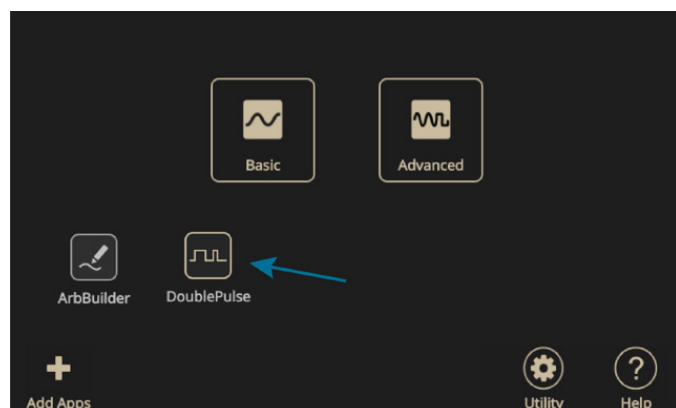 Basic
Advanced
ArbBuilder
DoublePulse
Add Apps
Utility
Help